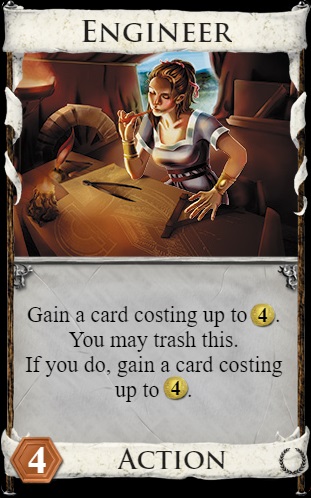 ENGINEER
Gain a card costing up to 4.
You may trash this.
If you do, gain a card costing
up to 4.
4 ACTION